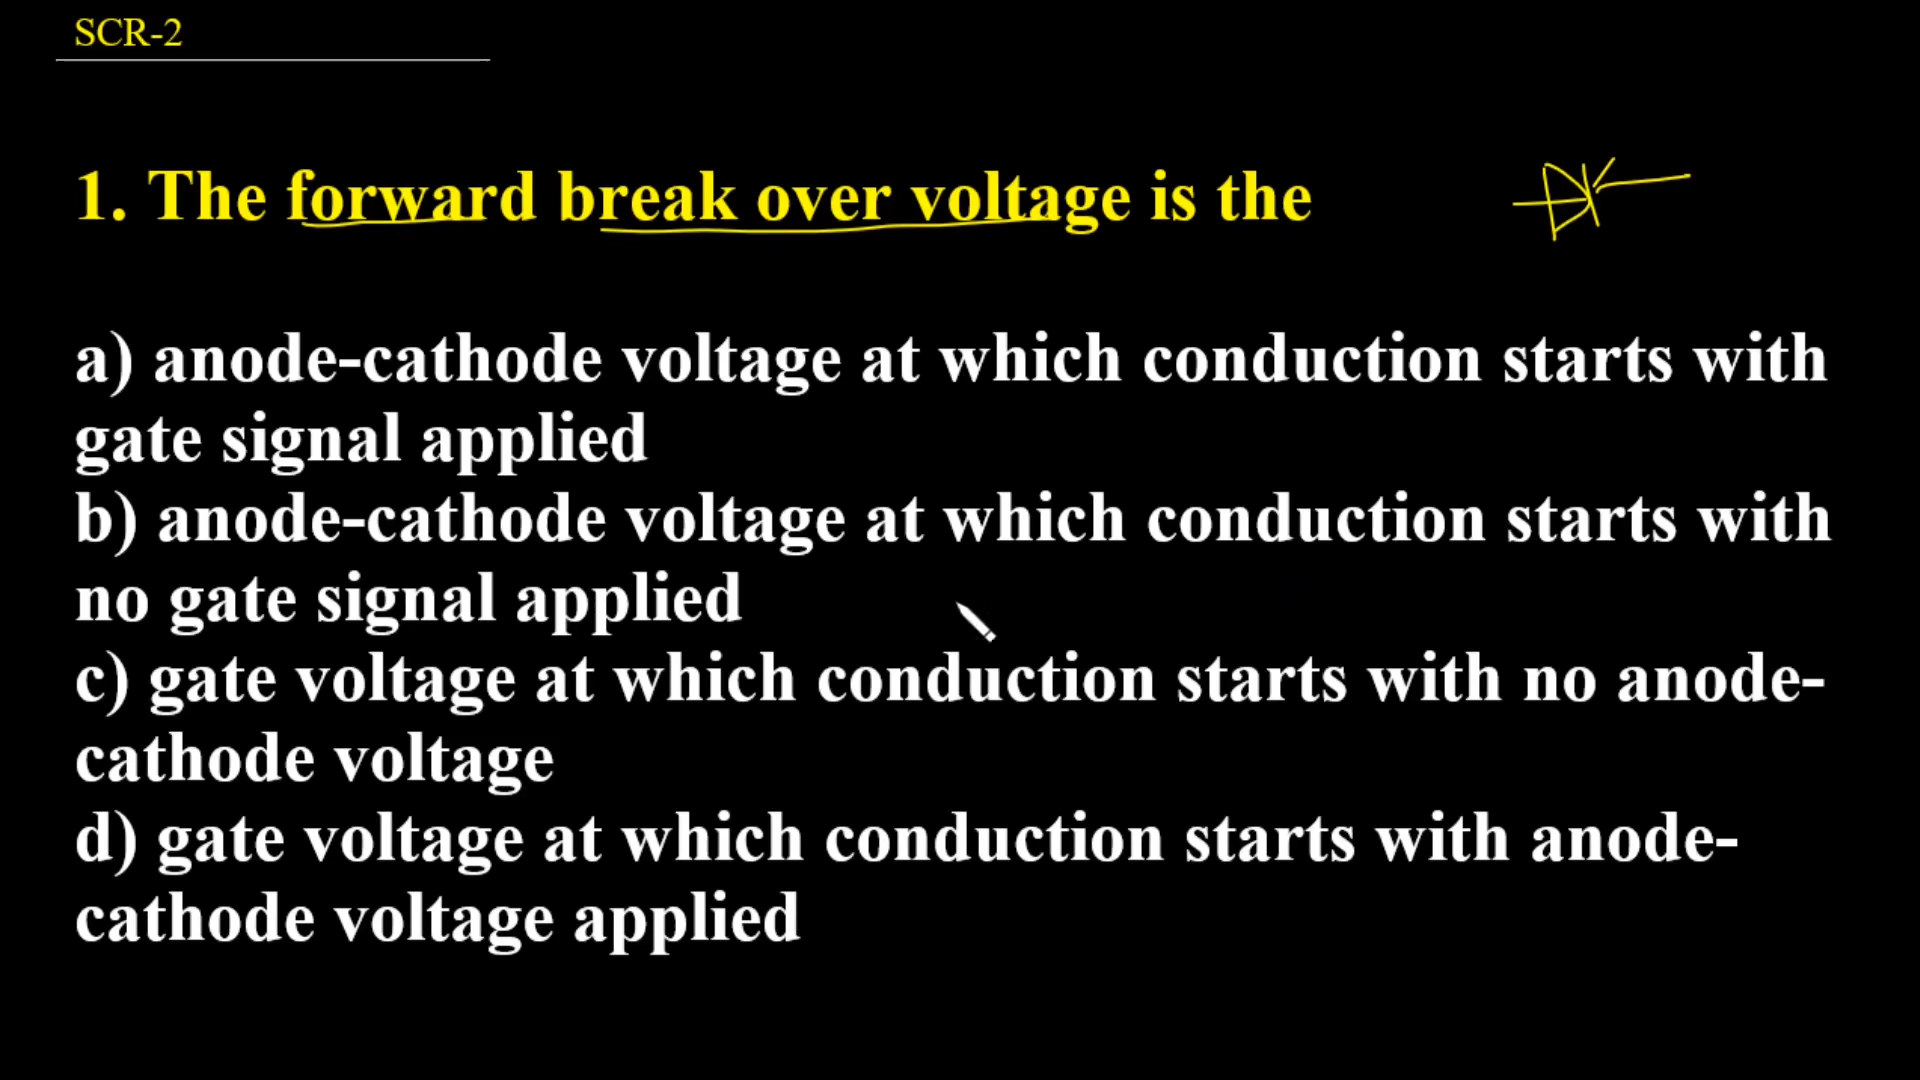 SCR-2
1. The forward break over voltage is the
a) anode-cathode voltage at which conduction starts with
gate signal applied
b) anode-cathode voltage at which conduction starts with
no gate signal applied
c) gate voltage at which conduction starts with no anode-
cathode voltage
d) gate voltage at which conduction starts with anode-
cathode voltage applied